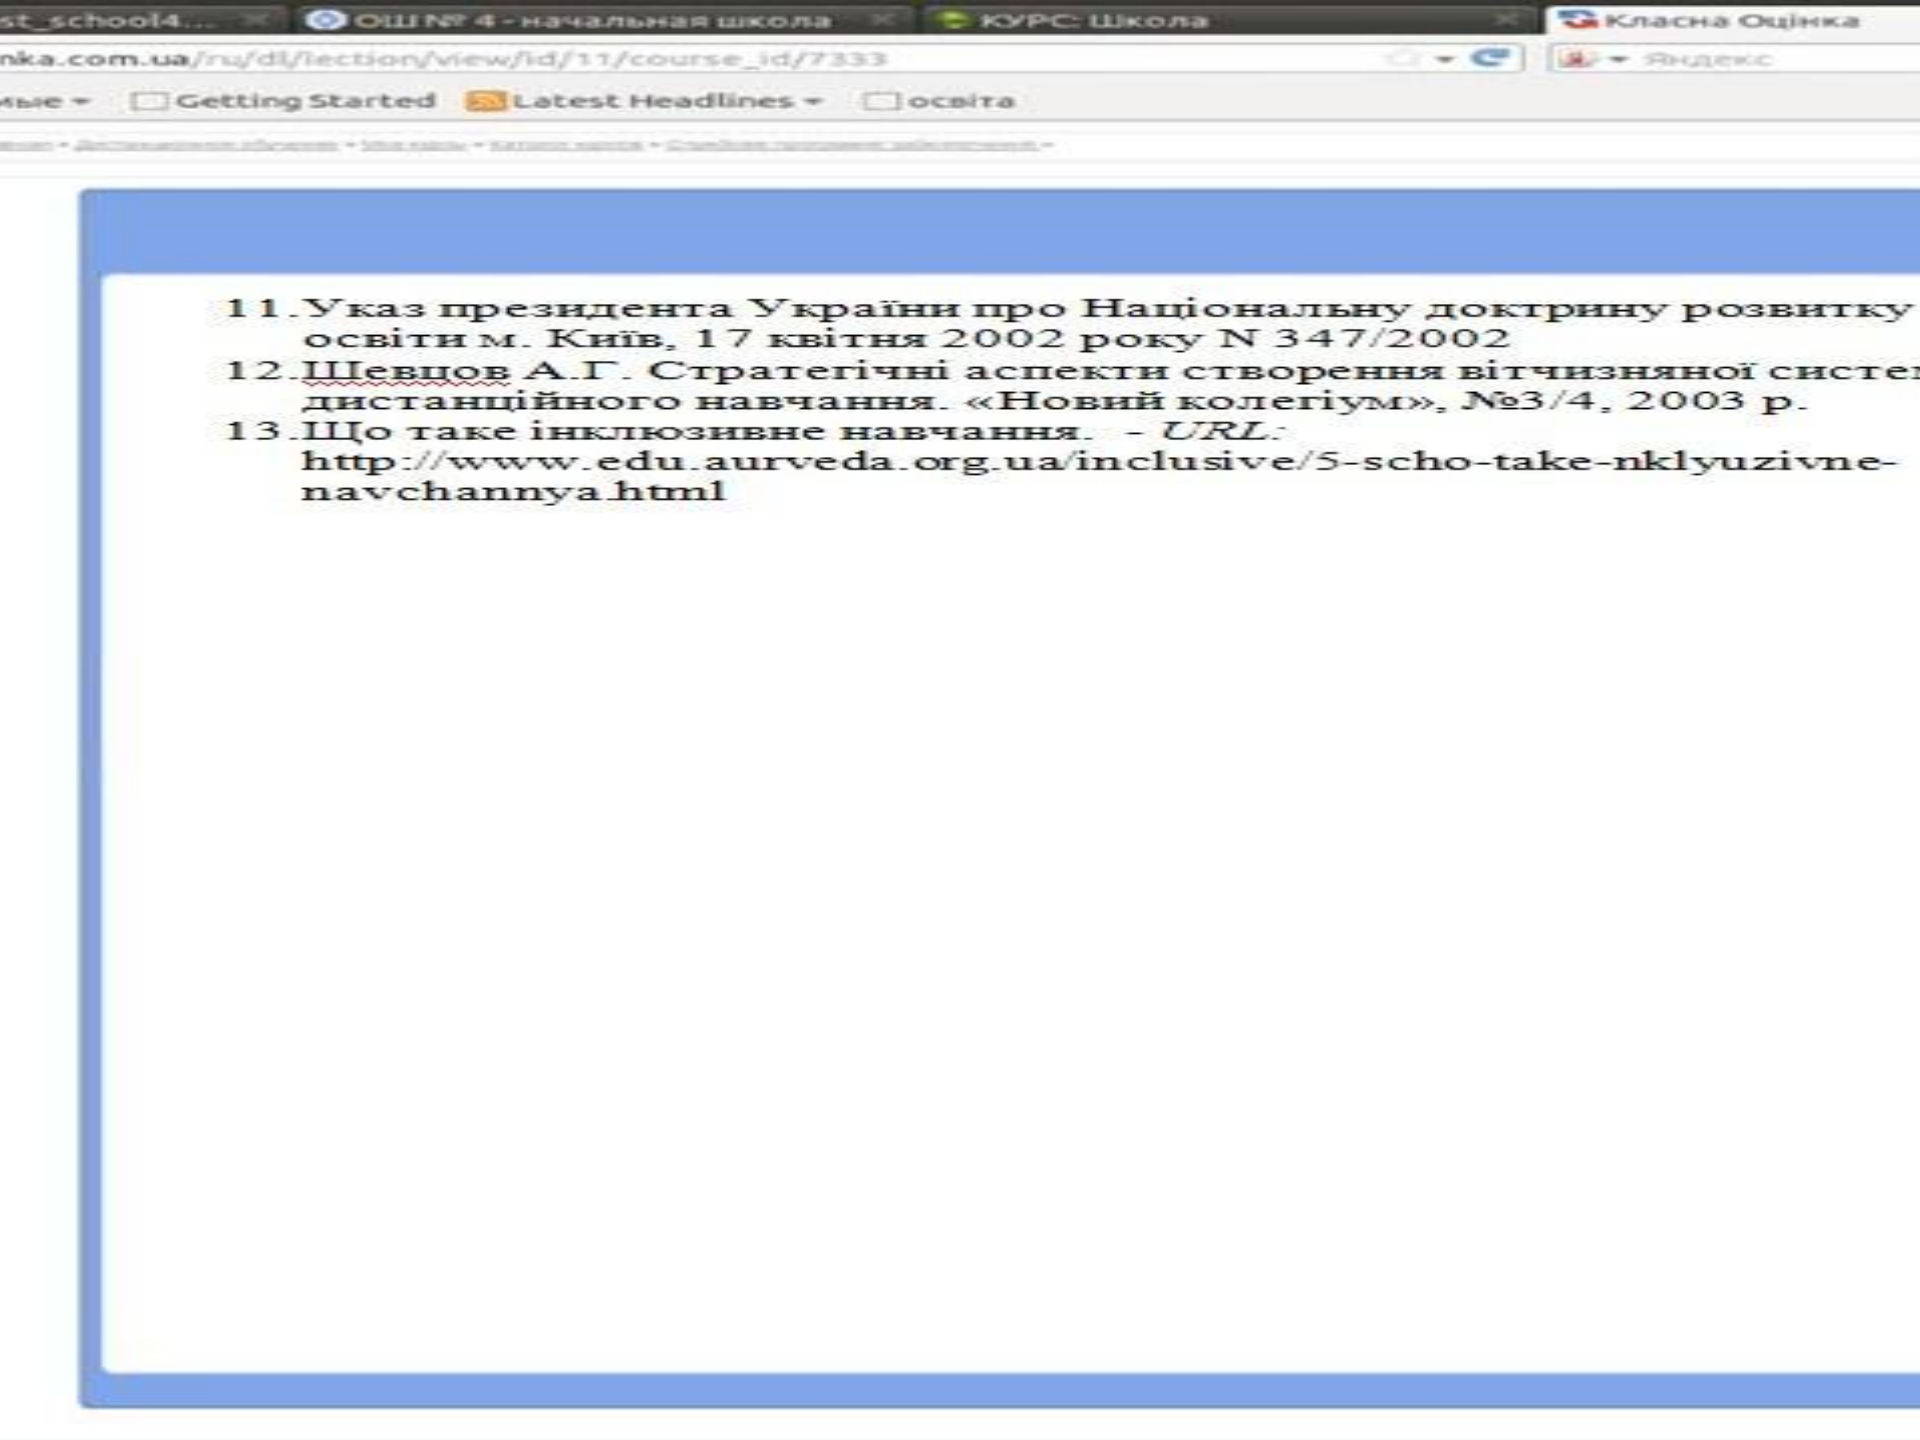 st_school4...
ОШ № 4 - начальная школа
КУРС: Школа
Класна Оцінка
nka.com.ua/ru/dl/lection/view/id/11/course_id/7333
Яндекс
Getting Started
Latest Headlines
освіта
11.Указ президента України про Національну доктрину розвитку
освіти м. Київ, 17 квітня 2002 року N 347/2002
12.Шевцов А.Г. Стратегічні аспекти створення вітчизняної систем
дистанційного навчання. «Новий колегіум», №3/4, 2003 р.
13.Що таке інклюзивне навчання. - URL:
http://www.edu.aurveda.org.ua/inclusive/5-scho-take-nklyuzivne-
navchannya.html